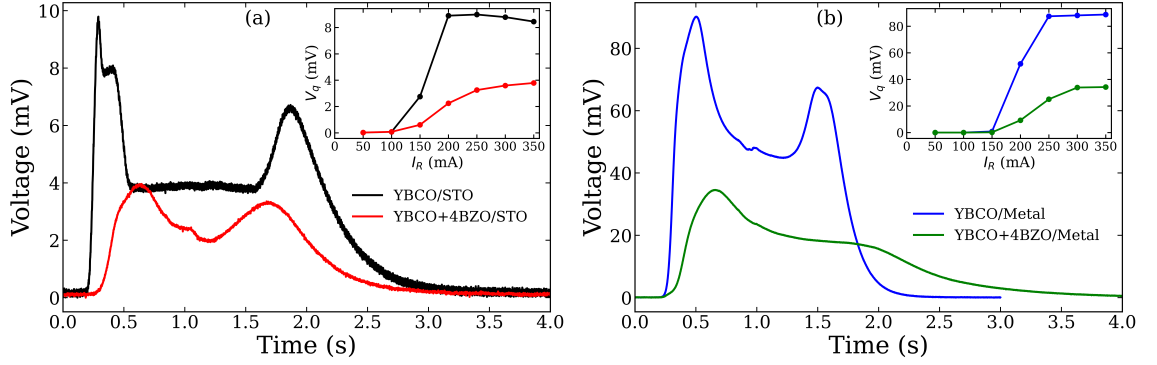 (a)
10
8
6
4
2
0
Voltage (mV)
0.0 0.5 1.0 1.5 2.0 2.5 3.0 3.5 4.0
Time (s)
YBCO/STO
YBCO+4BZO/STO
8
6
4
2
0
V_q (mV)
0 50 100 150 200 250 300 350
I_R (mA)
(b)
80
60
40
20
0
Voltage (mV)
0.0 0.5 1.0 1.5 2.0 2.5 3.0 3.5 4.0
Time (s)
YBCO/Metal
YBCO+4BZO/Metal
80
60
40
20
0
V_q (mV)
0 50 100 150 200 250 300 350
I_R (mA)